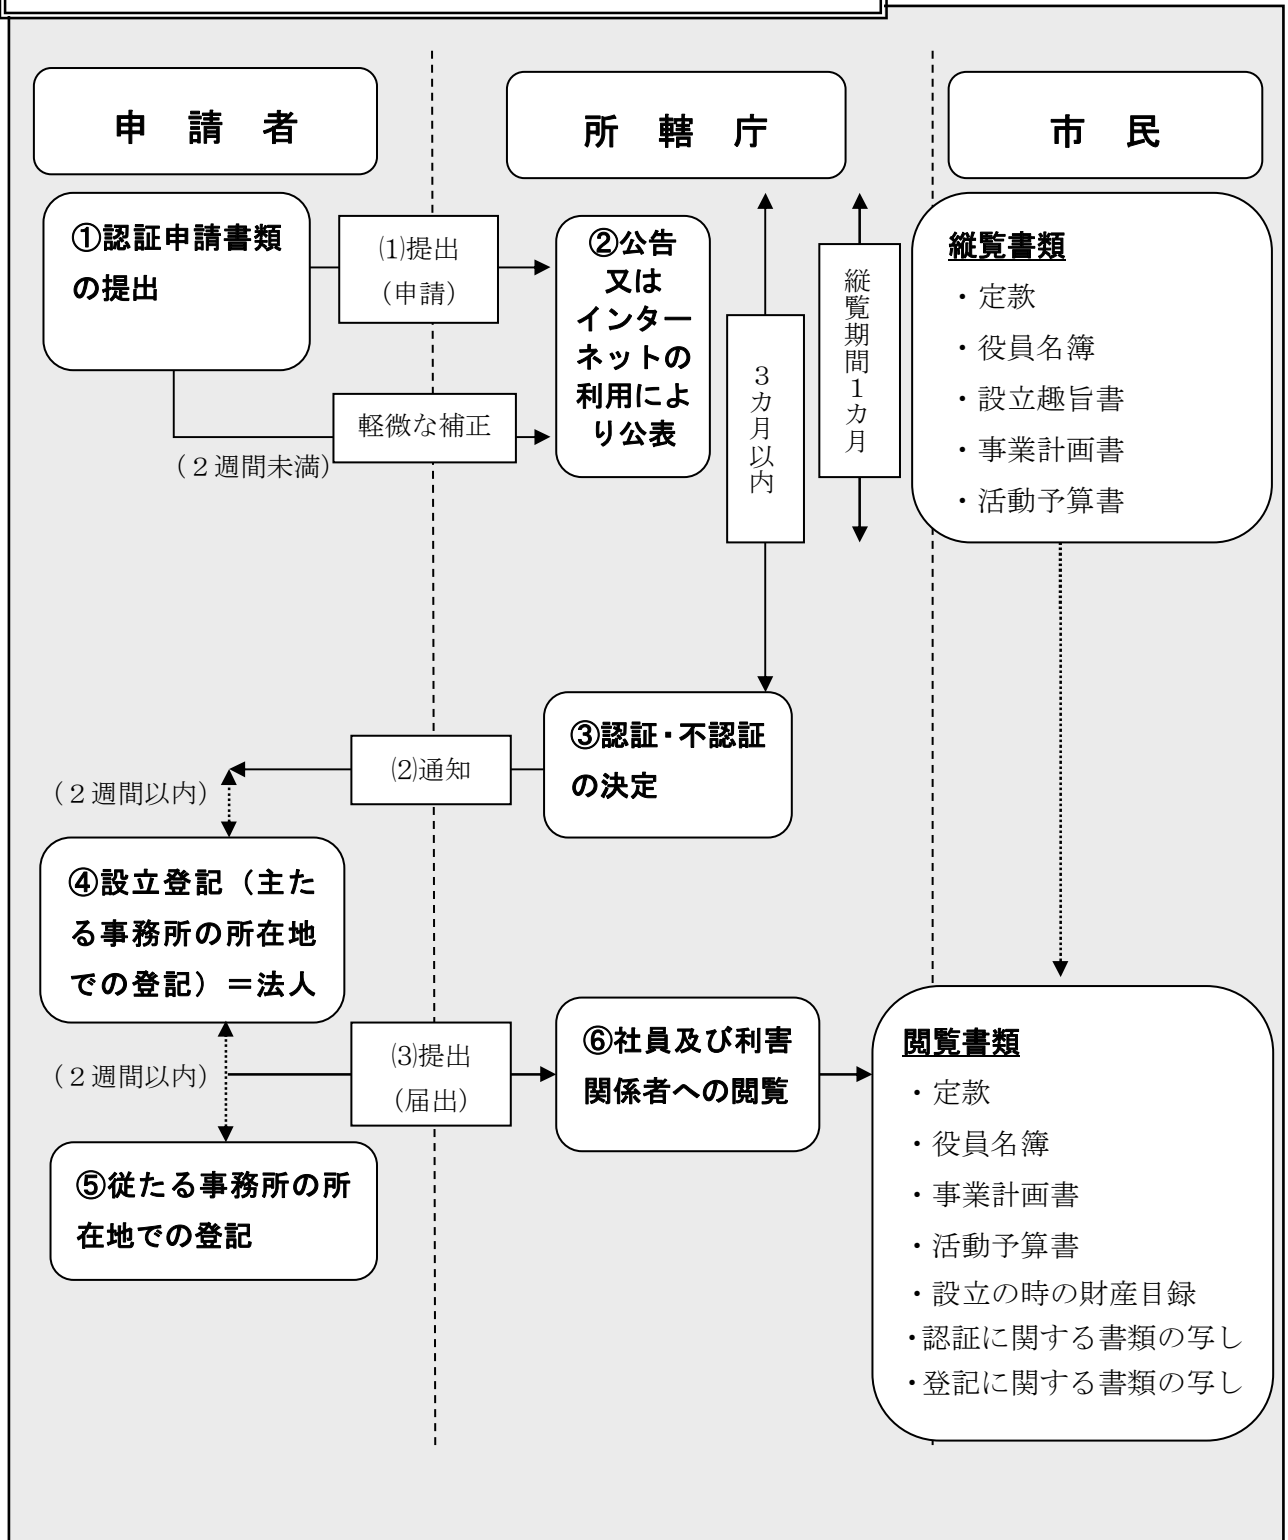 申 請 者
所 轄 庁
市 民
①認証申請書類
の提出
⑴提出
（申請）
軽微な補正
（２週間未満）
②公告
又は
インター
ネットの
利用によ
り公表
３カ月以内
縦覧期間１カ月
縦覧書類
・定款
・役員名簿
・設立趣旨書
・事業計画書
・活動予算書
③認証・不認証
の決定
⑵通知
（２週間以内）
④設立登記（主た
る事務所の所在地
での登記）＝法人
（２週間以内）
⑶提出
（届出）
⑤従たる事務所の所
在地での登記
⑥社員及び利害
関係者への閲覧
閲覧書類
・定款
・役員名簿
・事業計画書
・活動予算書
・設立の時の財産目録
・認証に関する書類の写し
・登記に関する書類の写し